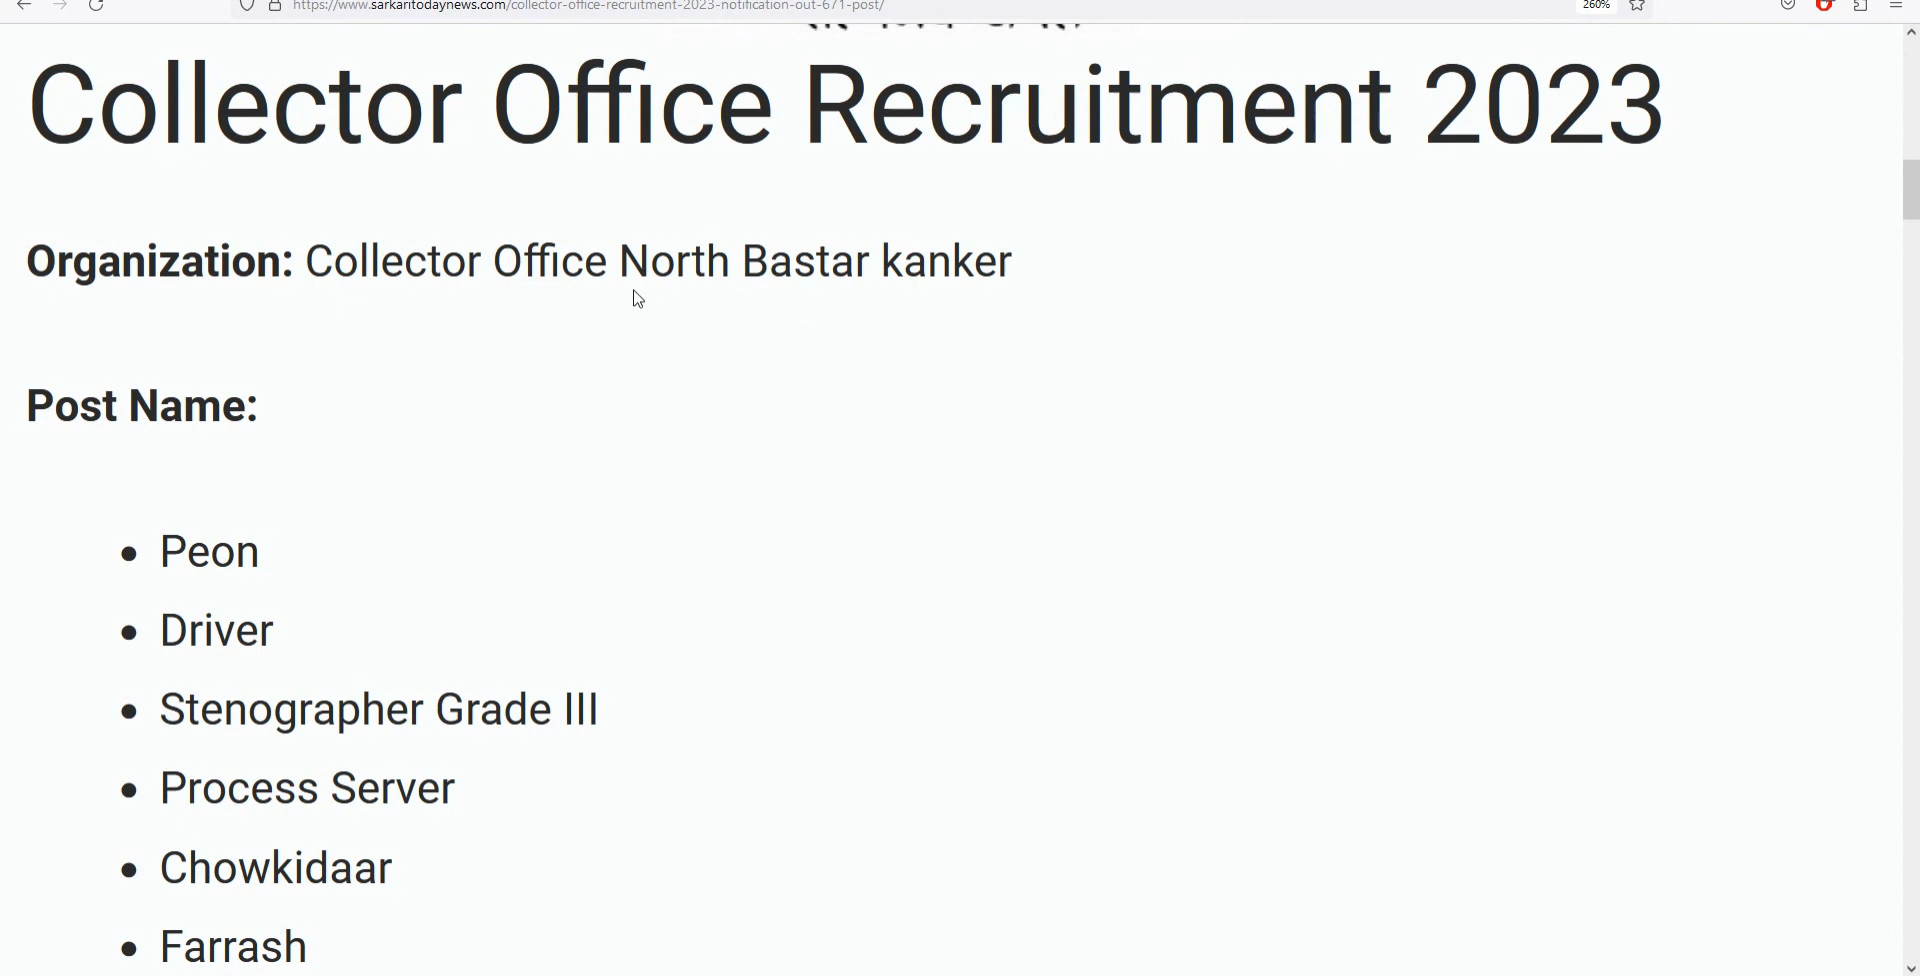 https://www.sarkaritodaynews.com/collector-office-recruitment-2023-notification-out-671-post/
260%
Collector Office Recruitment 2023
Organization: Collector Office North Bastar kanker
Post Name:
• Peon
• Driver
• Stenographer Grade III
• Process Server
• Chowkidaar
• Farrash